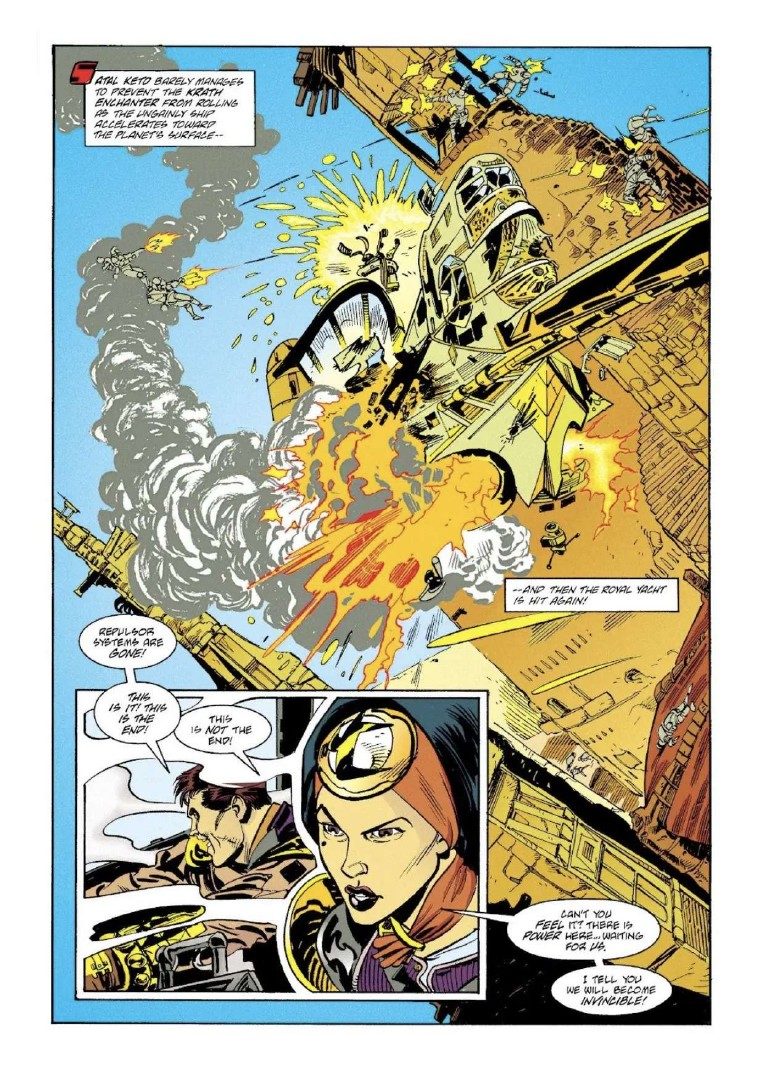 SATAL KETO BARELY MANAGES
TO PREVENT THE KRATH
ENCHANTER FROM ROLLING
AS THE UNGAINLY SHIP
ACCELERATES TOWARD
THE PLANET'S SURFACE--
--AND THEN THE ROYAL YACHT
IS HIT AGAIN!
REPULSOR
SYSTEMS ARE
GONE!
THIS
IS IT! THIS
IS THE
END!
THIS
IS NOT THE
END!
CAN'T YOU
FEEL IT? THERE IS
POWER HERE...WAITING
FOR US.
I TELL YOU
WE WILL BECOME
INVINCIBLE!